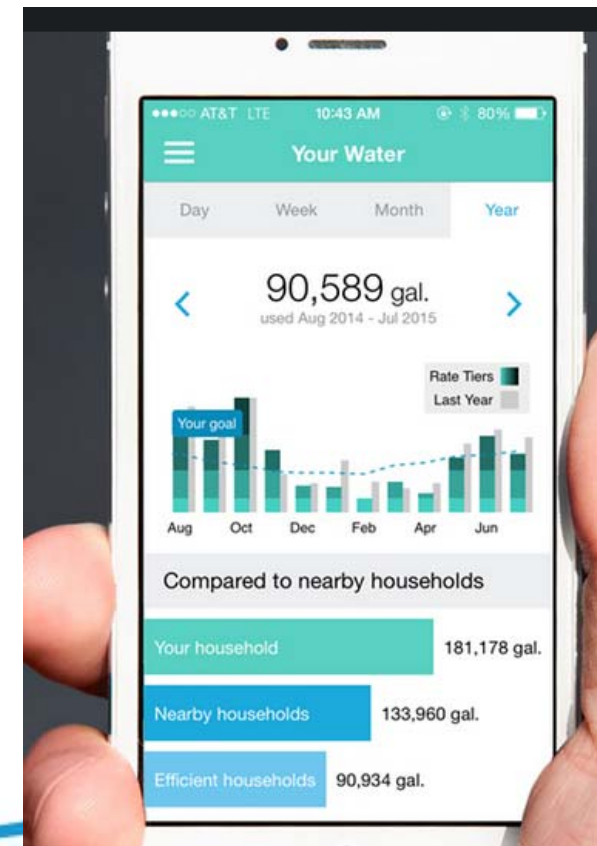 AT&T LTE 10:43 AM 80%
Your Water
Day Week Month Year
90,589 gal.
used Aug 2014 - Jul 2015
Rate Tiers
Last Year
Your goal
Aug Oct Dec Feb Apr Jun
Compared to nearby households
Your household 181,178 gal.
Nearby households 133,960 gal.
Efficient households 90,934 gal.